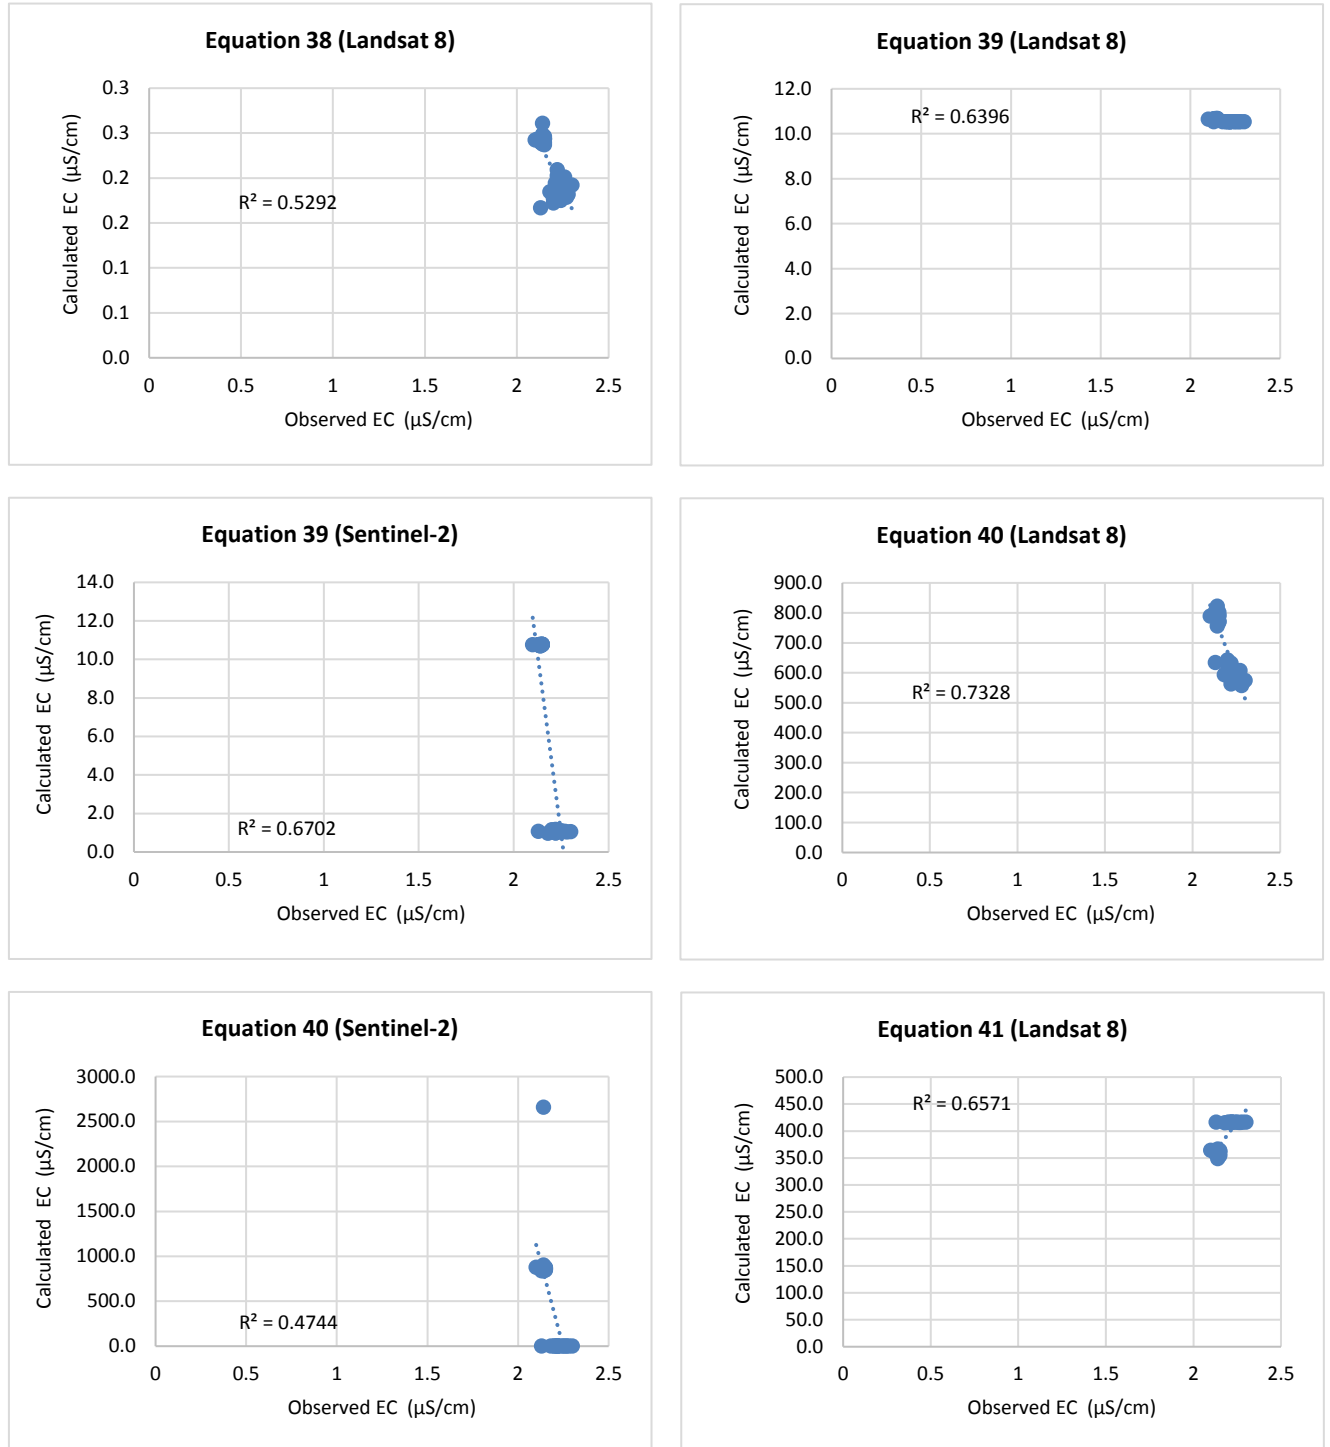 Equation 38 (Landsat 8)
0.3
0.3
0.2
0.2
0.1
0.1
0.0
Calculated EC (µS/cm)
R² = 0.5292
0 0.5 1 1.5 2 2.5
Observed EC (µS/cm)
Equation 39 (Landsat 8)
12.0
10.0
8.0
6.0
4.0
2.0
0.0
Calculated EC (µS/cm)
R² = 0.6396
0 0.5 1 1.5 2 2.5
Observed EC (µS/cm)
Equation 39 (Sentinel-2)
14.0
12.0
10.0
8.0
6.0
4.0
2.0
0.0
Calculated EC (µS/cm)
R² = 0.6702
0 0.5 1 1.5 2 2.5
Observed EC (µS/cm)
Equation 40 (Landsat 8)
900.0
800.0
700.0
600.0
500.0
400.0
300.0
200.0
100.0
0.0
Calculated EC (µS/cm)
R² = 0.7328
0 0.5 1 1.5 2 2.5
Observed EC (µS/cm)
Equation 40 (Sentinel-2)
3000.0
2500.0
2000.0
1500.0
1000.0
500.0
0.0
Calculated EC (µS/cm)
R² = 0.4744
0 0.5 1 1.5 2 2.5
Observed EC (µS/cm)
Equation 41 (Landsat 8)
500.0
450.0
400.0
350.0
300.0
250.0
200.0
150.0
100.0
50.0
0.0
Calculated EC (µS/cm)
R² = 0.6571
0 0.5 1 1.5 2 2.5
Observed EC (µS/cm)